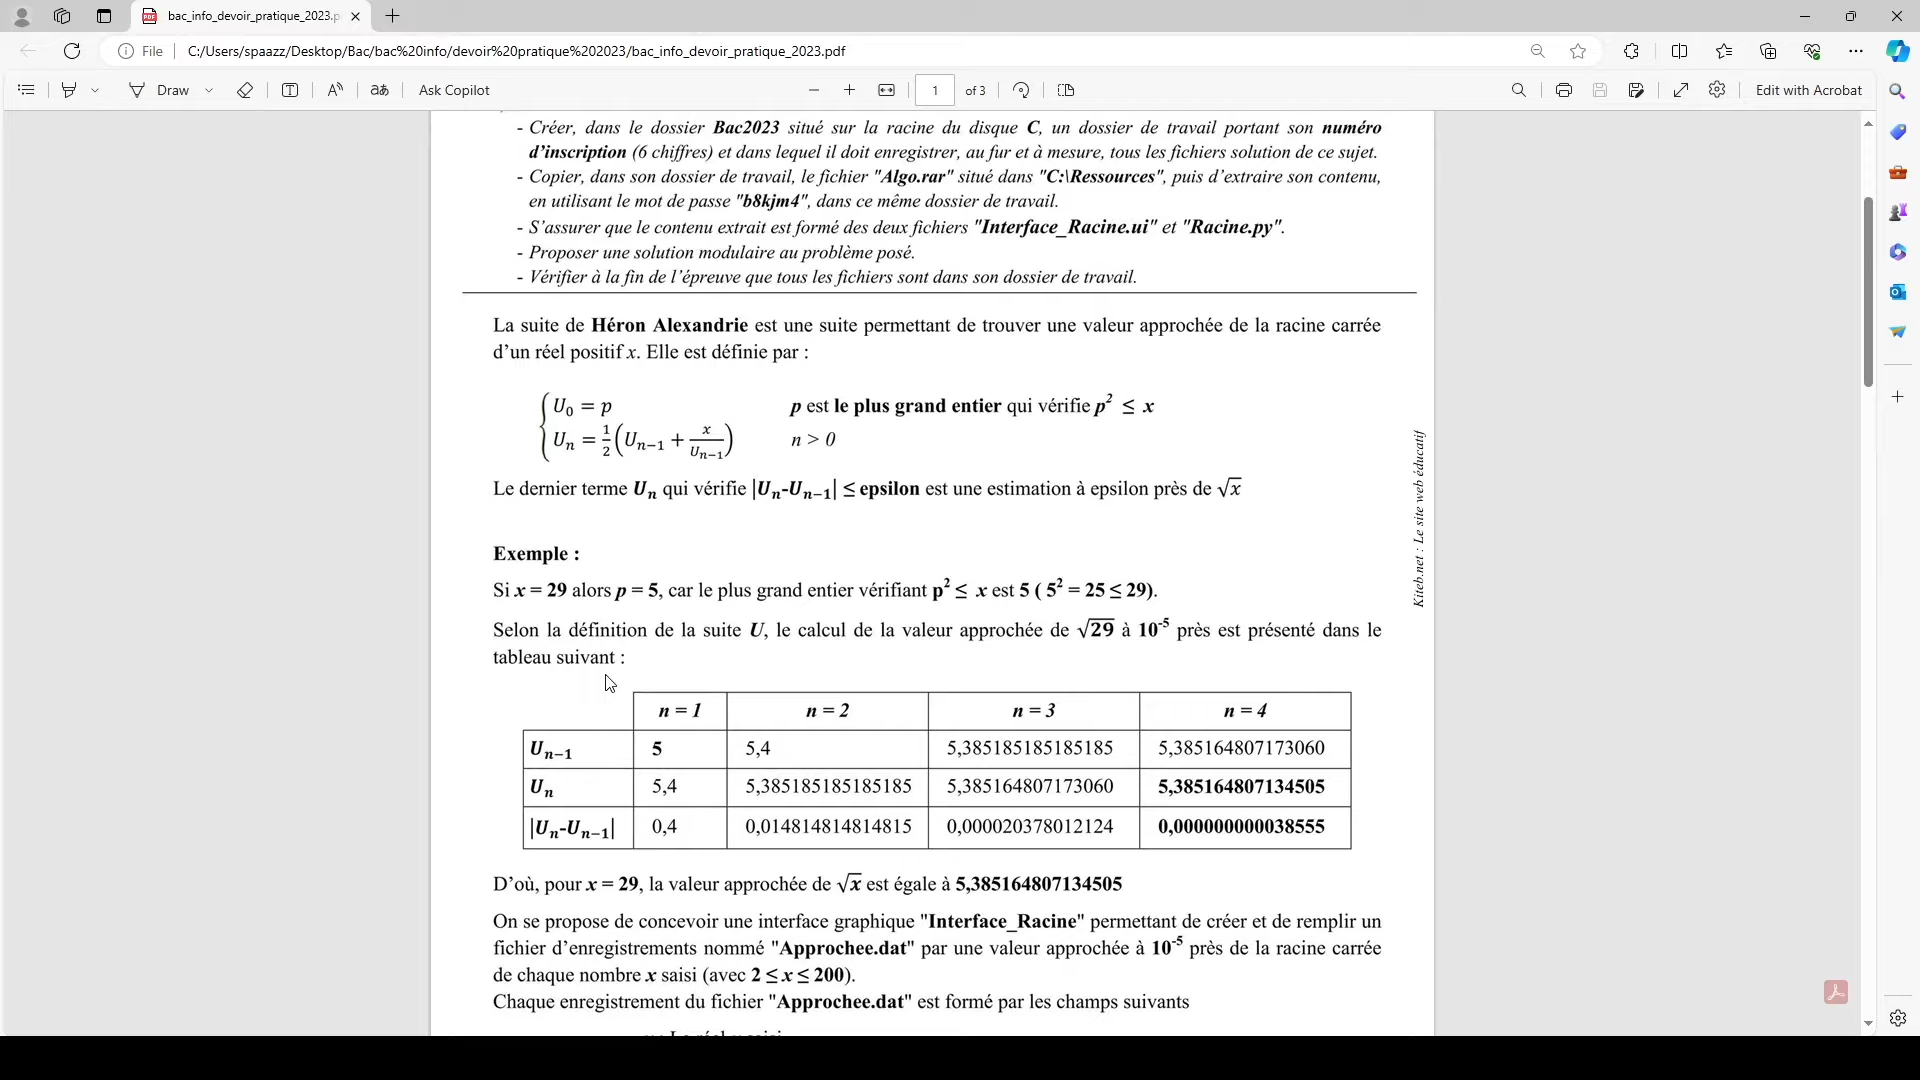 bac_info_devoir_pratique_2023.p
File
C:/Users/spaazz/Desktop/Bac/bac%20info/devoir%20pratique%202023/bac_info_devoir_pratique_2023.pdf
Draw
Ask Copilot
1 of 3
Edit with Acrobat
- Créer, dans le dossier Bac2023 situé sur la racine du disque C, un dossier de travail portant son numéro
d'inscription (6 chiffres) et dans lequel il doit enregistrer, au fur et à mesure, tous les fichiers solution de ce sujet.
- Copier, dans son dossier de travail, le fichier "Algo.rar" situé dans "C:\Ressources", puis d'extraire son contenu,
en utilisant le mot de passe "b8kjm4", dans ce même dossier de travail.
- S'assurer que le contenu extrait est formé des deux fichiers "Interface_Racine.ui" et "Racine.py".
- Proposer une solution modulaire au problème posé.
- Vérifier à la fin de l'épreuve que tous les fichiers sont dans son dossier de travail.
La suite de Héron Alexandrie est une suite permettant de trouver une valeur approchée de la racine carrée
d'un réel positif x. Elle est définie par :
U0 = p p est le plus grand entier qui vérifie p² ≤ x
Un = 1/2 (Un−1 + x/Un−1) n > 0
Le dernier terme Un qui vérifie |Un-Un−1| ≤ epsilon est une estimation à epsilon près de √x
Exemple :
Si x = 29 alors p = 5, car le plus grand entier vérifiant p² ≤ x est 5 ( 5² = 25 ≤ 29).
Selon la définition de la suite U, le calcul de la valeur approchée de √29 à 10⁻⁵ près est présenté dans le
tableau suivant :
n = 1 n = 2 n = 3 n = 4
Un−1 5 5,4 5,385185185185185 5,385164807173060
Un 5,4 5,385185185185185 5,385164807173060 5,385164807134505
|Un-Un−1| 0,4 0,014814814814815 0,000020378012124 0,000000000038555
D'où, pour x = 29, la valeur approchée de √x est égale à 5,385164807134505
On se propose de concevoir une interface graphique "Interface_Racine" permettant de créer et de remplir un
fichier d'enregistrements nommé "Approchee.dat" par une valeur approchée à 10⁻⁵ près de la racine carrée
de chaque nombre x saisi (avec 2 ≤ x ≤ 200).
Chaque enregistrement du fichier "Approchee.dat" est formé par les champs suivants
Kiteb.net : Le site web éducatif